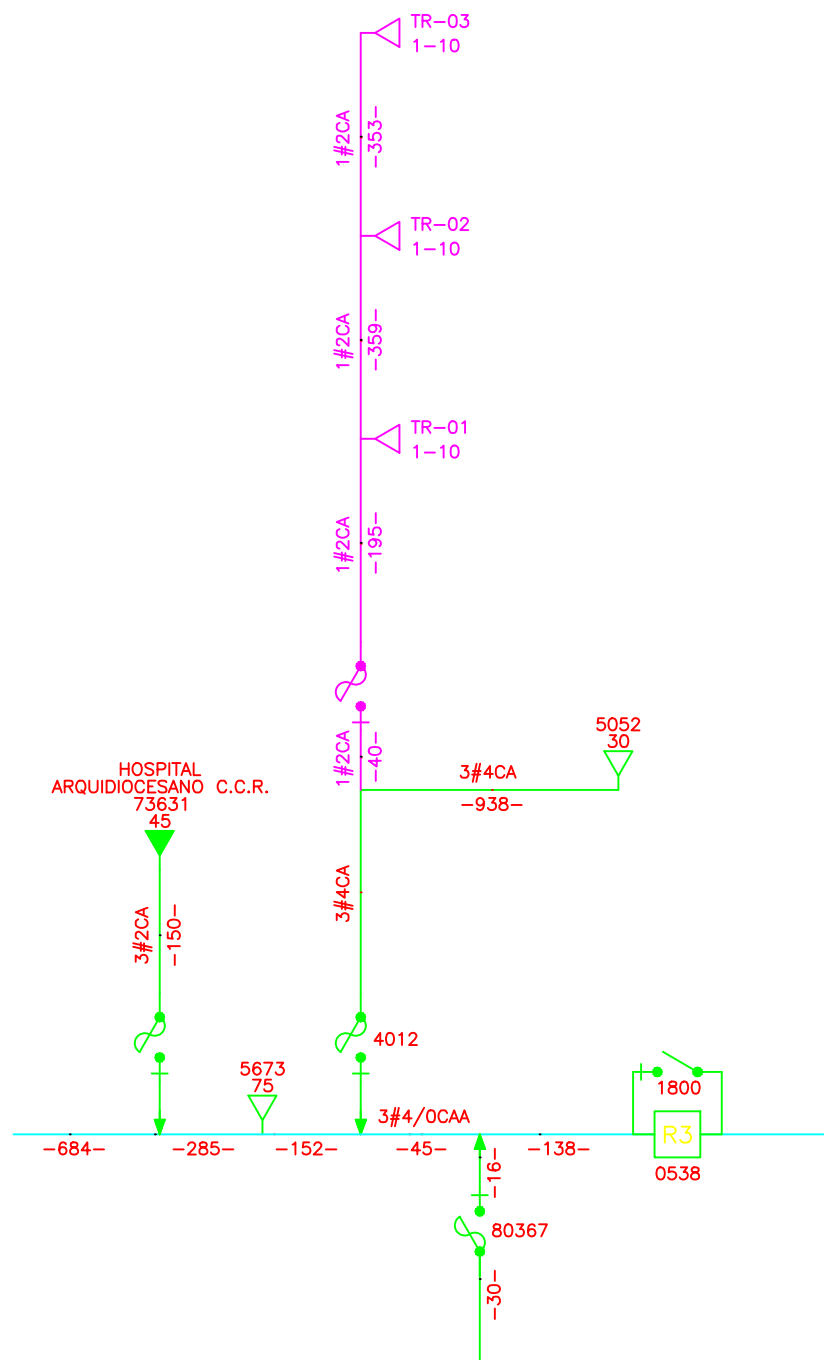 TR-03
1-10
1#2CA
-353-
TR-02
1-10
1#2CA
-359-
TR-01
1-10
1#2CA
-195-
1#2CA
-40-
5052
30
3#4CA
-938-
HOSPITAL
ARQUIDIOCESANO C.C.R.
73631
45
3#2CA
-150-
3#4CA
4012
5673
75
3#4/0CAA
1800
R3
0538
-684-
-285-
-152-
-45-
-138-
-16-
80367
-30-